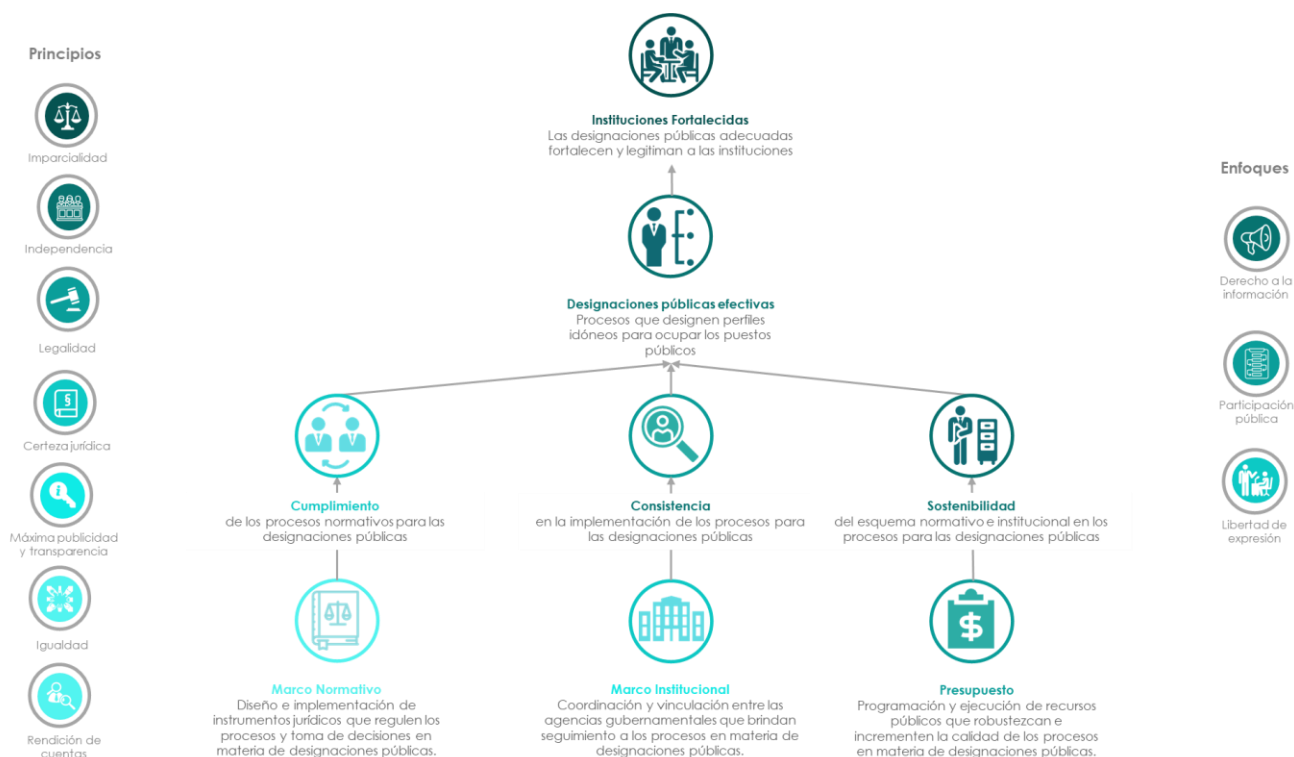 Principios
Imparcialidad
Independencia
Legalidad
Certeza jurídica
Máxima publicidad
y transparencia
Igualdad
Rendición de
cuentas
Instituciones Fortalecidas
Las designaciones públicas adecuadas
fortalecen y legitiman a las instituciones
Designaciones públicas efectivas
Procesos que designen perfiles
idóneos para ocupar los puestos
públicos
Cumplimiento
de los procesos normativos para las
designaciones públicas
Consistencia
en la implementación de los procesos para
las designaciones públicas
Sostenibilidad
del esquema normativo e institucional en los
procesos para las designaciones públicas
§
i
$
Marco Normativo
Diseño e implementación de
instrumentos jurídicos que regulen los
procesos y toma de decisiones en
materia de designaciones públicas.
Marco Institucional
Coordinación y vinculación entre las
agencias gubernamentales que brindan
seguimiento a los procesos en materia de
designaciones públicas.
Presupuesto
Programación y ejecución de recursos
públicos que robustezcan e
incrementen la calidad de los procesos
en materia de designaciones públicas.
Enfoques
Derecho a la
información
Participación
pública
Libertad de
expresión